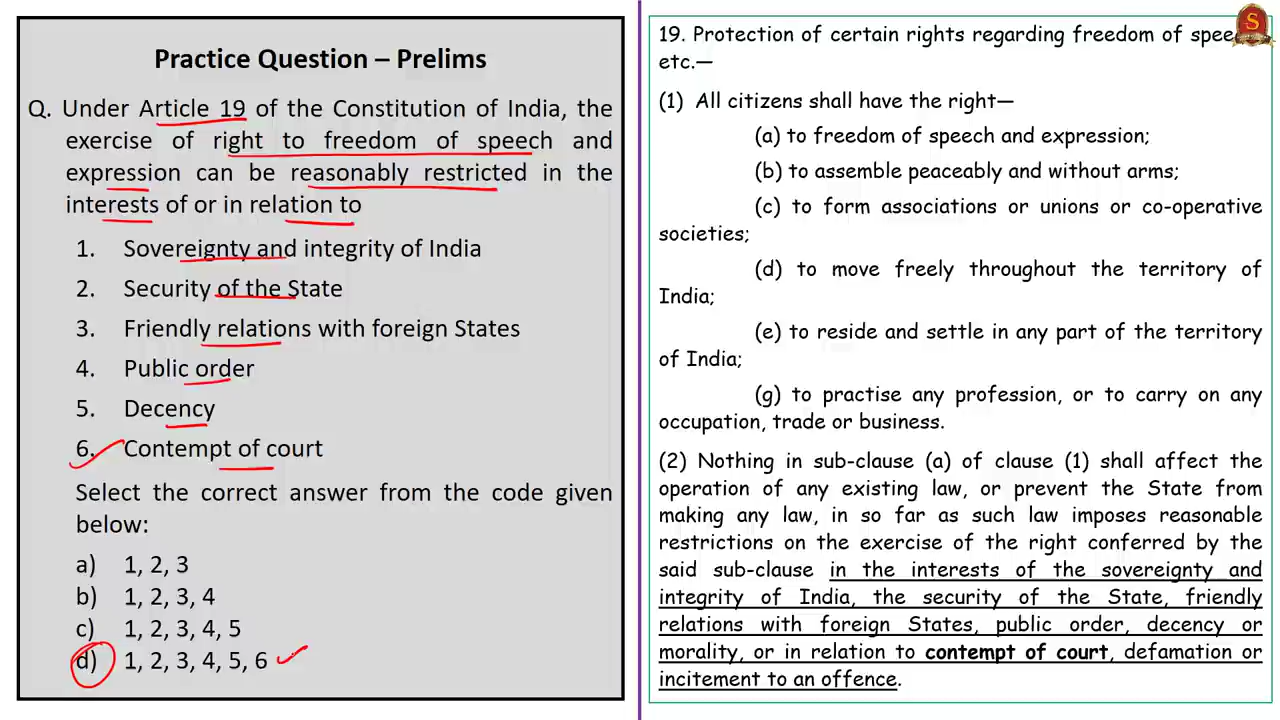 Practice Question – Prelims
Q. Under Article 19 of the Constitution of India, the
exercise of right to freedom of speech and
expression can be reasonably restricted in the
interests of or in relation to
1. Sovereignty and integrity of India
2. Security of the State
3. Friendly relations with foreign States
4. Public order
5. Decency
6. Contempt of court
Select the correct answer from the code given
below:
a) 1, 2, 3
b) 1, 2, 3, 4
c) 1, 2, 3, 4, 5
d) 1, 2, 3, 4, 5, 6
19. Protection of certain rights regarding freedom of
etc.—
(1) All citizens shall have the right—
(a) to freedom of speech and expression;
(b) to assemble peaceably and without arms;
(c) to form associations or unions or co-operative
societies;
(d) to move freely throughout the territory of
India;
(e) to reside and settle in any part of the territory
of India;
(g) to practise any profession, or to carry on any
occupation, trade or business.
(2) Nothing in sub-clause (a) of clause (1) shall affect the
operation of any existing law, or prevent the State from
making any law, in so far as such law imposes reasonable
restrictions on the exercise of the right conferred by the
said sub-clause in the interests of the sovereignty and
integrity of India, the security of the State, friendly
relations with foreign States, public order, decency or
morality, or in relation to contempt of court, defamation or
incitement to an offence.
S